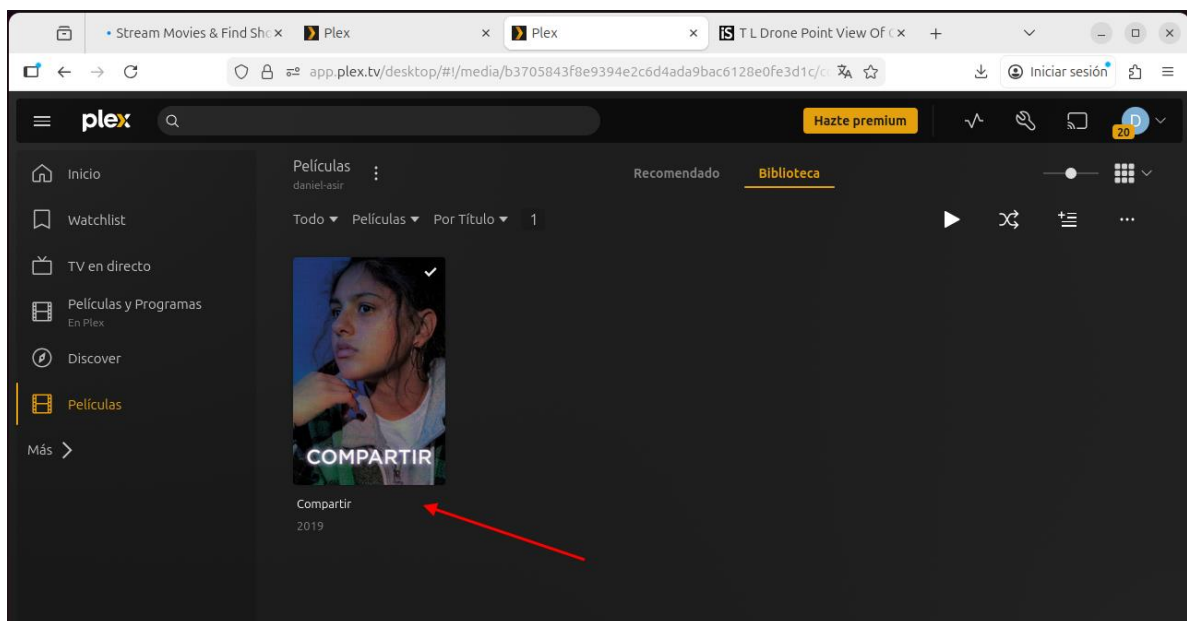 Stream Movies & Find Sho
Plex
Plex
iS T L Drone Point View Of C
app.plex.tv/desktop/#!/media/b3705843f8e9394e2c6d4ada9bac6128e0fe3d1c/c
Iniciar sesión
plex
Hazte premium
D
20
Inicio
Watchlist
TV en directo
Películas y Programas
En Plex
Discover
Películas
Más
Películas
daniel-asir
Recomendado
Biblioteca
Todo
Películas
Por Título
1
COMPARTIR
Compartir
2019